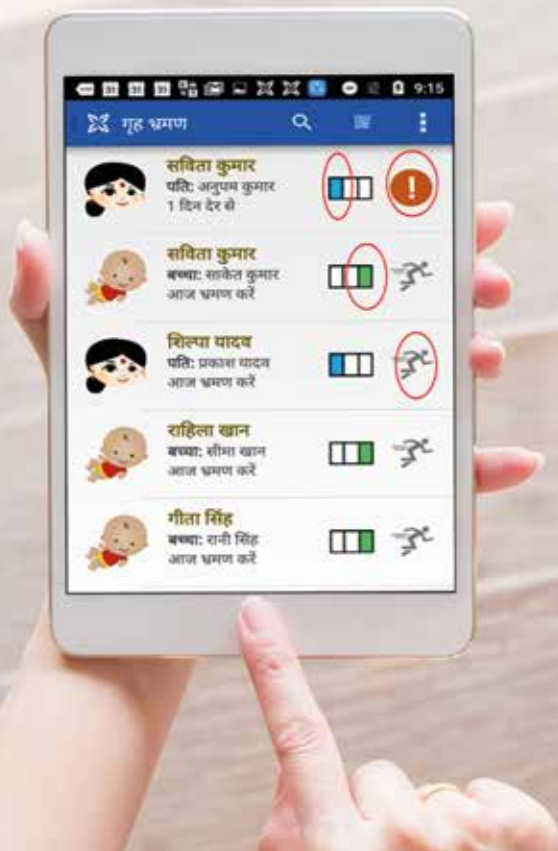 9:15
गृह भ्रमण
सविता कुमार
पति: अनुपम कुमार
1 दिन देर से
सविता कुमार
बच्चा: साकेत कुमार
आज भ्रमण करें
शिल्पा यादव
पति: प्रकाश यादव
आज भ्रमण करें
राहिला खान
बच्चा: सीमा खान
आज भ्रमण करें
गीता सिंह
बच्चा: रानी सिंह
आज भ्रमण करें